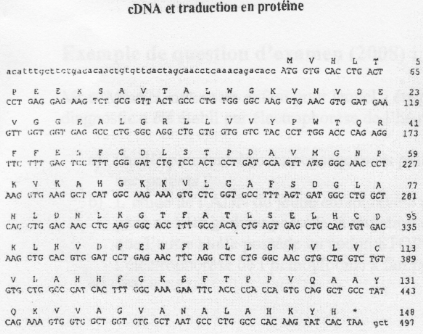 cDNA et traduction en protéine
M V H L T 5
acatttgcttctgacacaactgtgttcactagcaacctcaaacagacacc ATG GTG CAC CTG ACT 65
P E E K S A V T A L W G K V N V D E 23
CCT GAG GAG AAG TCT GCG GTT ACT GCC CTG TGG GGC AAG GTG AAC GTG GAT GAA 119
V G G E A L G R L L V V Y P W T Q R 41
GTT GGT GGT GAG GCC CTG GGC AGG CTG CTG GTG GTC TAC CCT TGG ACC CAG AGG 173
F F E S F G D L S T P D A V M G N P 59
TTC TTT GAG TCC TTT GGG GAT CTG TCC ACT CCT GAT GCA GTT ATG GGC AAC CCT 227
K V K A H G K K V L G A F S D G L A 77
AAG GTG AAG GCT CAT GGC AAG AAA GTG CTC GGT GCC TTT AGT GAT GGC CTG GCT 281
H L D N L K G T F A T L S E L H C D 95
CAC CTG GAC AAC CTC AAG GGC ACC TTT GCC ACA CTG AGT GAG CTG CAC TGT GAC 335
K L H V D P E N F R L L G N V L V C 113
AAG CTG CAC GTG GAT CCT GAG AAC TTC AGG CTC CTG GGC AAC GTG CTG GTC TGT 389
V L A H H F G K E F T P P V Q A A Y 131
GTG CTG GCC CAT CAC TTT GGC AAA GAA TTC ACC CCA CCA GTG CAG GCT GCC TAT 443
Q K V V A G V A N A L A H K Y H * 148
CAG AAA GTG GTG GCT GGT GTG GCT AAT GCC CTG GCC CAC AAG TAT CAC TAA gct 497